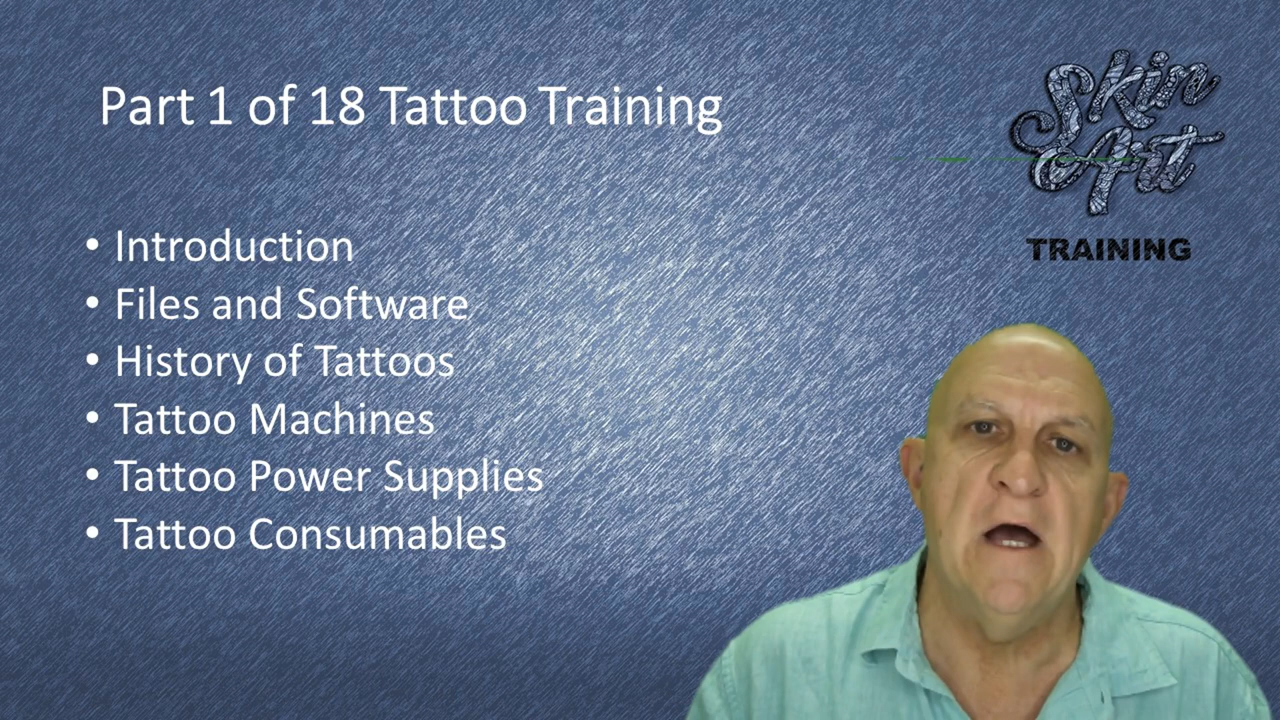 Part 1 of 18 Tattoo Training
• Introduction
• Files and Software
• History of Tattoos
• Tattoo Machines
• Tattoo Power Supplies
• Tattoo Consumables
Skin
Art
TRAINING